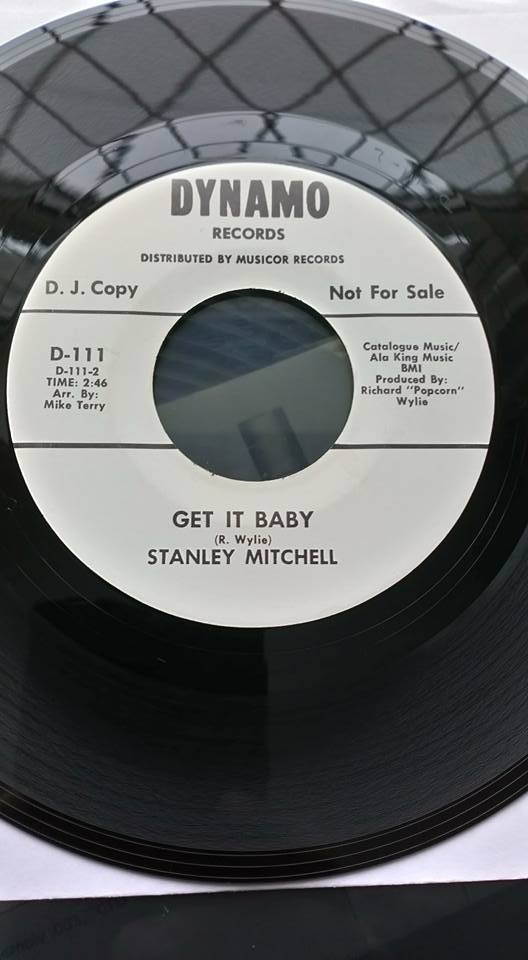 DYNAMO
RECORDS
DISTRIBUTED BY MUSICOR RECORDS
D. J. Copy
Not For Sale
D-111
D-111-2
TIME: 2:46
Arr. By:
Mike Terry
Catalogue Music/
Ala King Music
BMI
Produced By:
Richard "Popcorn"
Wylie
GET IT BABY
(R. Wylie)
STANLEY MITCHELL